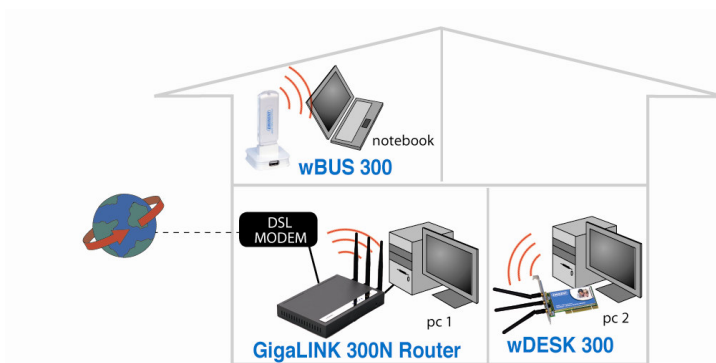 notebook
wBUS 300
DSL
MODEM
pc 1
pc 2
GigaLINK 300N Router
wDESK 300